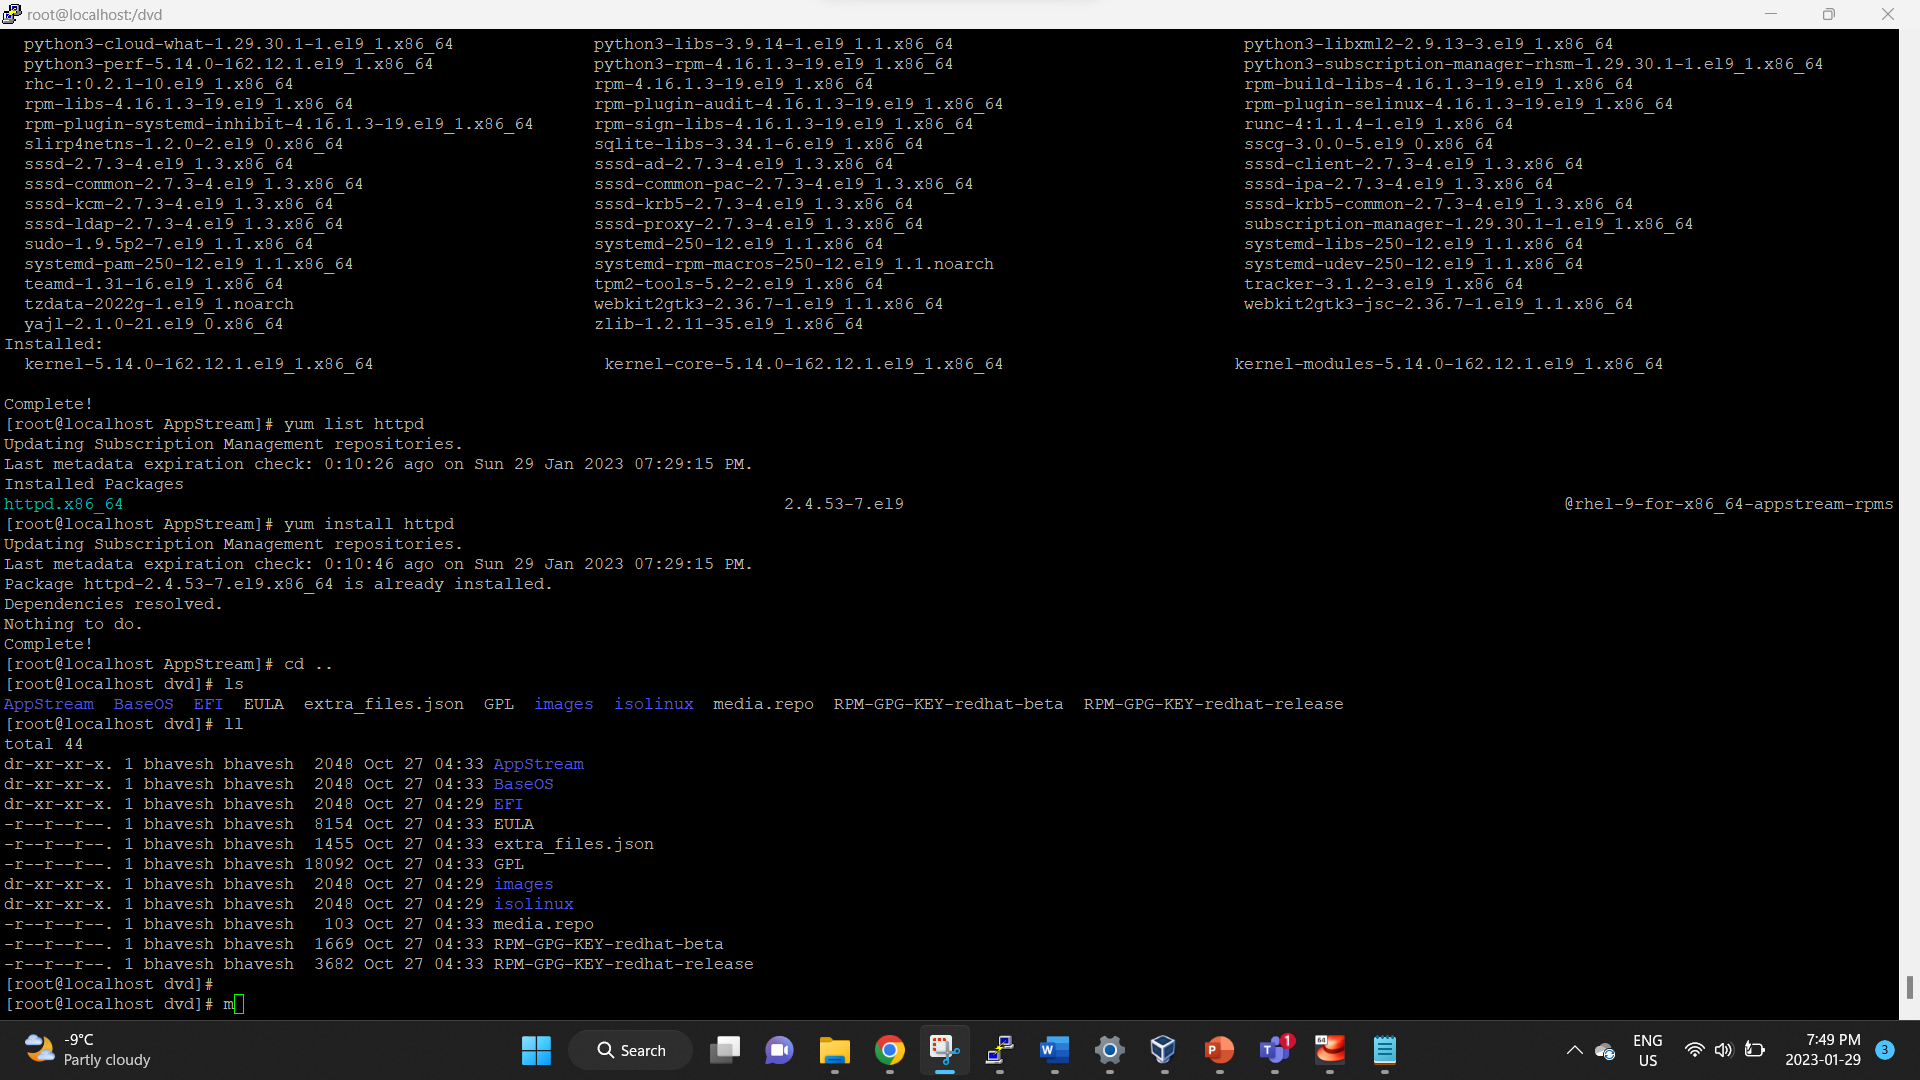 root@localhost:/dvd
python3-cloud-what-1.29.30.1-1.el9_1.x86_64 python3-libs-3.9.14-1.el9_1.1.x86_64 python3-libxml2-2.9.13-3.el9_1.x86_64
python3-perf-5.14.0-162.12.1.el9_1.x86_64 python3-rpm-4.16.1.3-19.el9_1.x86_64 python3-subscription-manager-rhsm-1.29.30.1-1.el9_1.x86_64
rhc-1:0.2.1-10.el9_1.x86_64 rpm-4.16.1.3-19.el9_1.x86_64 rpm-build-libs-4.16.1.3-19.el9_1.x86_64
rpm-libs-4.16.1.3-19.el9_1.x86_64 rpm-plugin-audit-4.16.1.3-19.el9_1.x86_64 rpm-plugin-selinux-4.16.1.3-19.el9_1.x86_64
rpm-plugin-systemd-inhibit-4.16.1.3-19.el9_1.x86_64 rpm-sign-libs-4.16.1.3-19.el9_1.x86_64 runc-4:1.1.4-1.el9_1.x86_64
slirp4netns-1.2.0-2.el9_0.x86_64 sqlite-libs-3.34.1-6.el9_1.x86_64 sscg-3.0.0-5.el9_0.x86_64
sssd-2.7.3-4.el9_1.3.x86_64 sssd-ad-2.7.3-4.el9_1.3.x86_64 sssd-client-2.7.3-4.el9_1.3.x86_64
sssd-common-2.7.3-4.el9_1.3.x86_64 sssd-common-pac-2.7.3-4.el9_1.3.x86_64 sssd-ipa-2.7.3-4.el9_1.3.x86_64
sssd-kcm-2.7.3-4.el9_1.3.x86_64 sssd-krb5-2.7.3-4.el9_1.3.x86_64 sssd-krb5-common-2.7.3-4.el9_1.3.x86_64
sssd-ldap-2.7.3-4.el9_1.3.x86_64 sssd-proxy-2.7.3-4.el9_1.3.x86_64 subscription-manager-1.29.30.1-1.el9_1.x86_64
sudo-1.9.5p2-7.el9_1.1.x86_64 systemd-250-12.el9_1.1.x86_64 systemd-libs-250-12.el9_1.1.x86_64
systemd-pam-250-12.el9_1.1.x86_64 systemd-rpm-macros-250-12.el9_1.1.noarch systemd-udev-250-12.el9_1.1.x86_64
teamd-1.31-16.el9_1.x86_64 tpm2-tools-5.2-2.el9_1.x86_64 tracker-3.1.2-3.el9_1.x86_64
tzdata-2022g-1.el9_1.noarch webkit2gtk3-2.36.7-1.el9_1.1.x86_64 webkit2gtk3-jsc-2.36.7-1.el9_1.1.x86_64
yajl-2.1.0-21.el9_0.x86_64 zlib-1.2.11-35.el9_1.x86_64
Installed:
kernel-5.14.0-162.12.1.el9_1.x86_64 kernel-core-5.14.0-162.12.1.el9_1.x86_64 kernel-modules-5.14.0-162.12.1.el9_1.x86_64
Complete!
[root@localhost AppStream]# yum list httpd
Updating Subscription Management repositories.
Last metadata expiration check: 0:10:26 ago on Sun 29 Jan 2023 07:29:15 PM.
Installed Packages
httpd.x86_64 2.4.53-7.el9 @rhel-9-for-x86_64-appstream-rpms
[root@localhost AppStream]# yum install httpd
Updating Subscription Management repositories.
Last metadata expiration check: 0:10:46 ago on Sun 29 Jan 2023 07:29:15 PM.
Package httpd-2.4.53-7.el9.x86_64 is already installed.
Dependencies resolved.
Nothing to do.
Complete!
[root@localhost AppStream]# cd ..
[root@localhost dvd]# ls
AppStream BaseOS EFI EULA extra_files.json GPL images isolinux media.repo RPM-GPG-KEY-redhat-beta RPM-GPG-KEY-redhat-release
[root@localhost dvd]# ll
total 44
dr-xr-xr-x. 1 bhavesh bhavesh 2048 Oct 27 04:33 AppStream
dr-xr-xr-x. 1 bhavesh bhavesh 2048 Oct 27 04:33 BaseOS
dr-xr-xr-x. 1 bhavesh bhavesh 2048 Oct 27 04:29 EFI
-r--r--r--. 1 bhavesh bhavesh 8154 Oct 27 04:33 EULA
-r--r--r--. 1 bhavesh bhavesh 1455 Oct 27 04:33 extra_files.json
-r--r--r--. 1 bhavesh bhavesh 18092 Oct 27 04:33 GPL
dr-xr-xr-x. 1 bhavesh bhavesh 2048 Oct 27 04:29 images
dr-xr-xr-x. 1 bhavesh bhavesh 2048 Oct 27 04:29 isolinux
-r--r--r--. 1 bhavesh bhavesh 103 Oct 27 04:33 media.repo
-r--r--r--. 1 bhavesh bhavesh 1669 Oct 27 04:33 RPM-GPG-KEY-redhat-beta
-r--r--r--. 1 bhavesh bhavesh 3682 Oct 27 04:33 RPM-GPG-KEY-redhat-release
[root@localhost dvd]#
[root@localhost dvd]# m
-9°C
Partly cloudy
Search
W
P
T
1
64
ENG
US
7:49 PM
2023-01-29
3